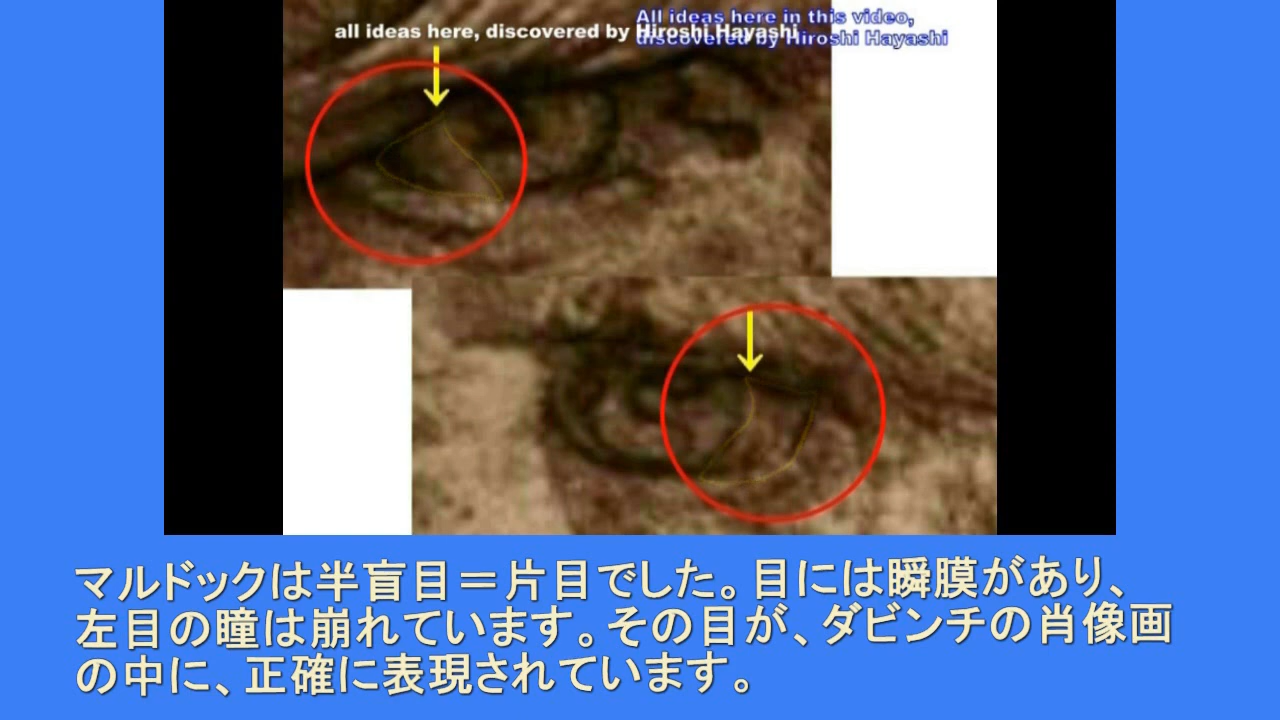 All ideas here in this video,
all ideas here, discovered by Hiroshi Hayashi
discovered by Hiroshi Hayashi
マルドックは半盲目＝片目でした。目には瞬膜があり、
左目の瞳は崩れています。その目が、ダビンチの肖像画
の中に、正確に表現されています。